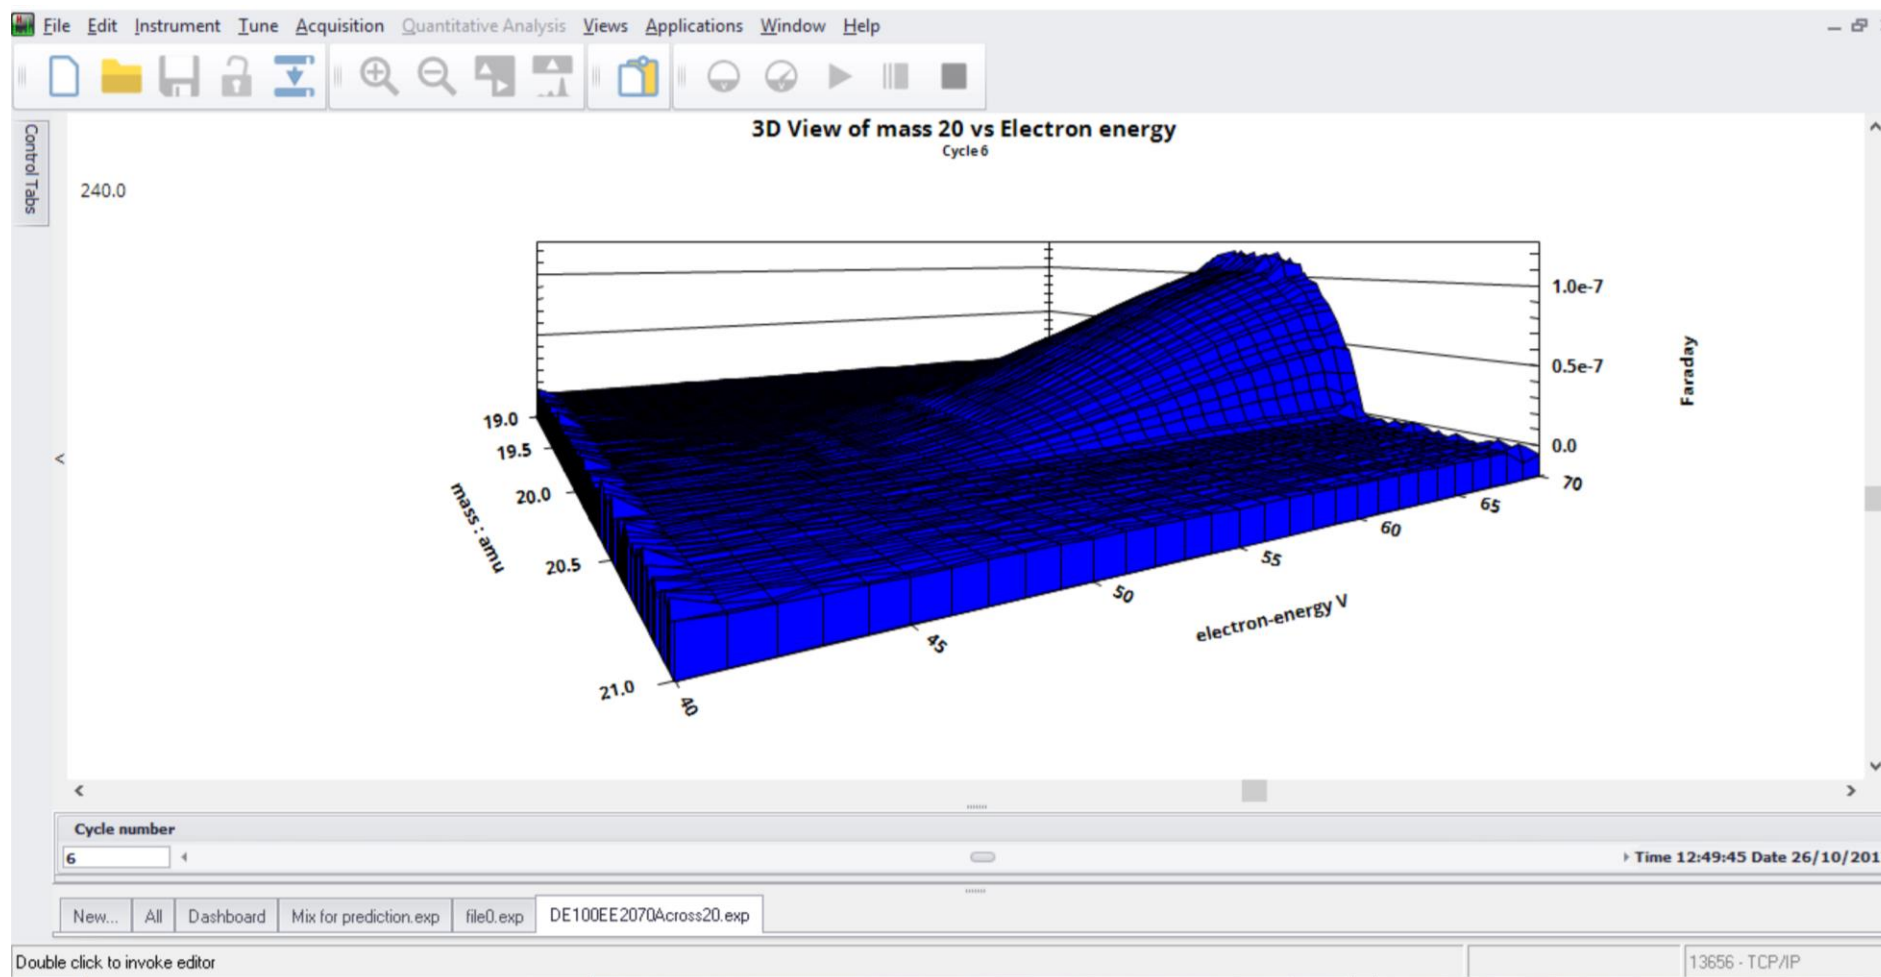 File Edit Instrument Tune Acquisition Quantitative Analysis Views Applications Window Help
Control Tabs
3D View of mass 20 vs Electron energy
Cycle 6
240.0
1.0e-7
0.5e-7
0.0
Faraday
19.0
19.5
20.0
20.5
21.0
mass : amu
40
45
50
55
60
65
70
electron-energy V
Cycle number
6
Time 12:49:45 Date 26/10/201
New... All Dashboard Mix for prediction.exp file0.exp DE100EE2070Across20.exp
Double click to invoke editor
13656 - TCP/IP